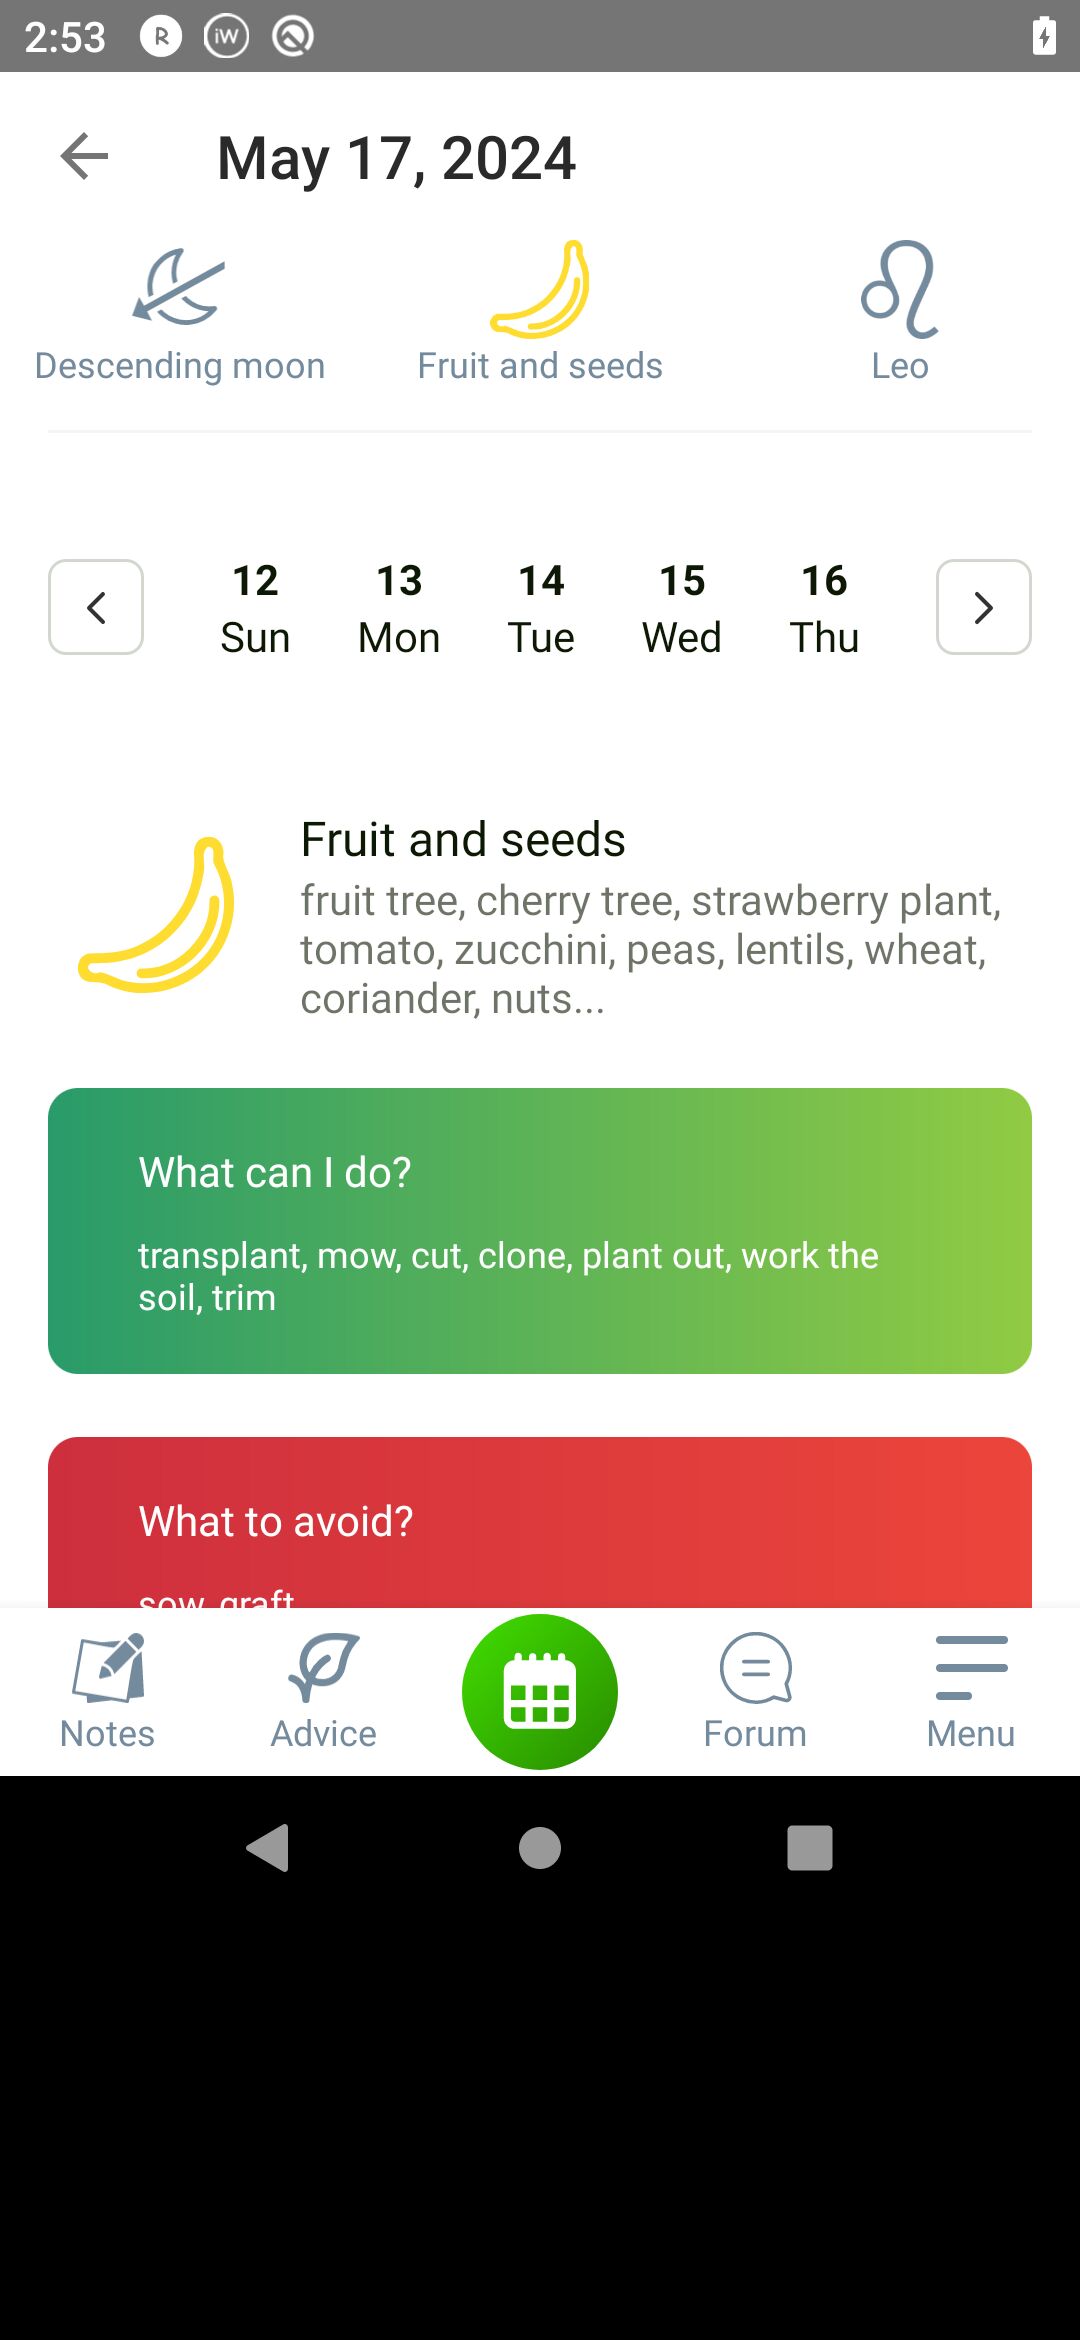 2:53
R
iW
May 17, 2024
Descending moon
Fruit and seeds
Leo
12 13 14 15 16
Sun Mon Tue Wed Thu
Fruit and seeds
fruit tree, cherry tree, strawberry plant,
tomato, zucchini, peas, lentils, wheat,
coriander, nuts...
What can I do?
transplant, mow, cut, clone, plant out, work the
soil, trim
What to avoid?
sow, graft
Notes
Advice
Forum
Menu